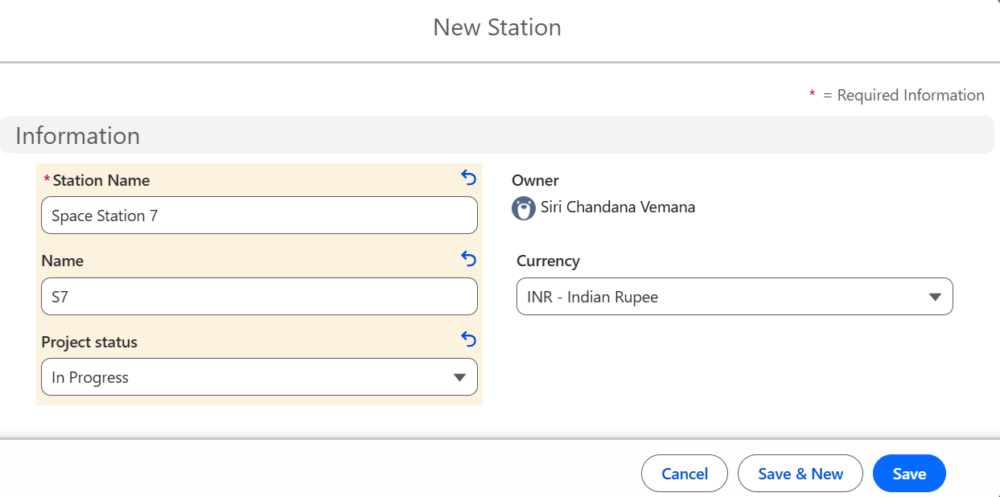 New Station
* = Required Information
Information
*Station Name
Space Station 7
Owner
Siri Chandana Vemana
Name
S7
Currency
INR - Indian Rupee
Project status
In Progress
Cancel
Save & New
Save